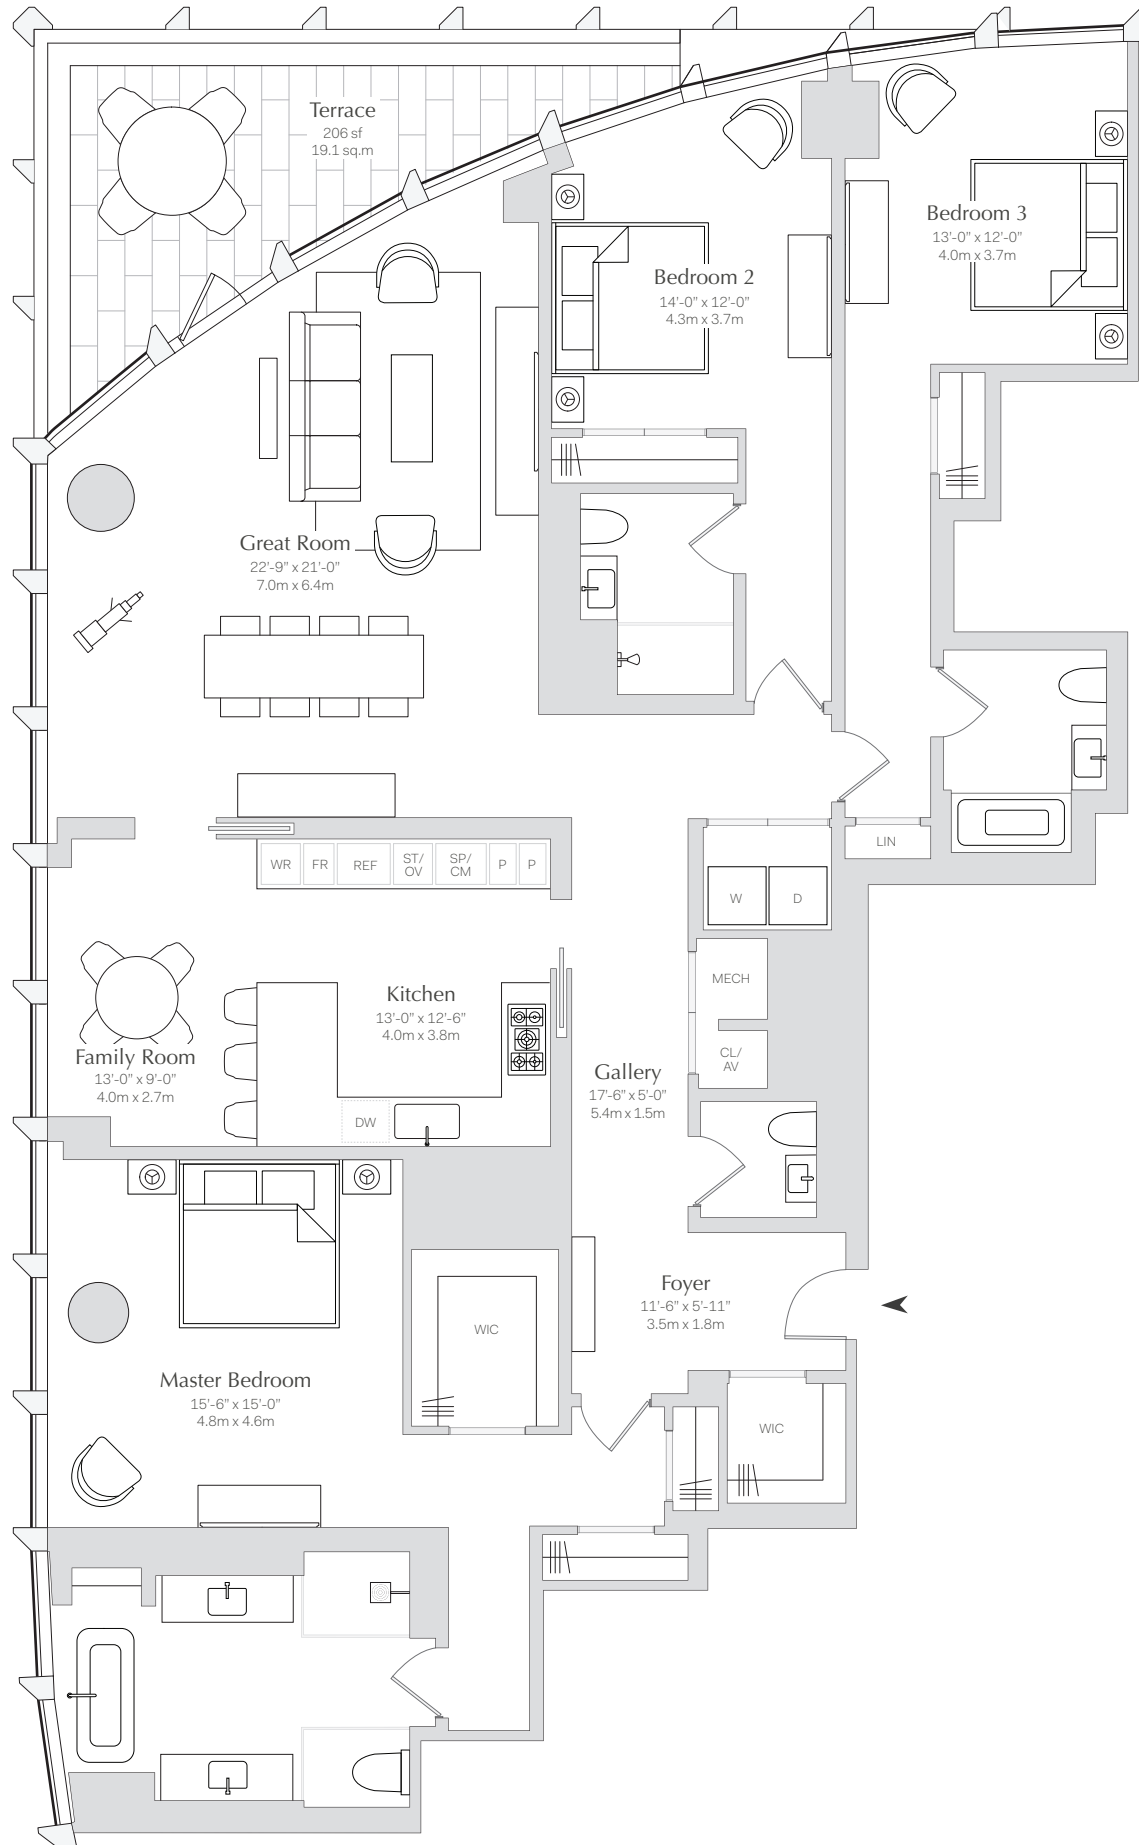 Terrace
206 sf
19.1 sq.m
Bedroom 3
13'-0" x 12'-0"
4.0m x 3.7m
Bedroom 2
14'-0" x 12'-0"
4.3m x 3.7m
Great Room
22'-9" x 21'-0"
7.0m x 6.4m
WR
FR
REF
ST/
OV
SP/
CM
P
P
LIN
W
D
MECH
Kitchen
13'-0" x 12'-6"
4.0m x 3.8m
Family Room
13'-0" x 9'-0"
4.0m x 2.7m
CL/
AV
Gallery
17'-6" x 5'-0"
5.4m x 1.5m
DW
Foyer
11'-6" x 5'-11"
3.5m x 1.8m
WIC
Master Bedroom
15'-6" x 15'-0"
4.8m x 4.6m
WIC